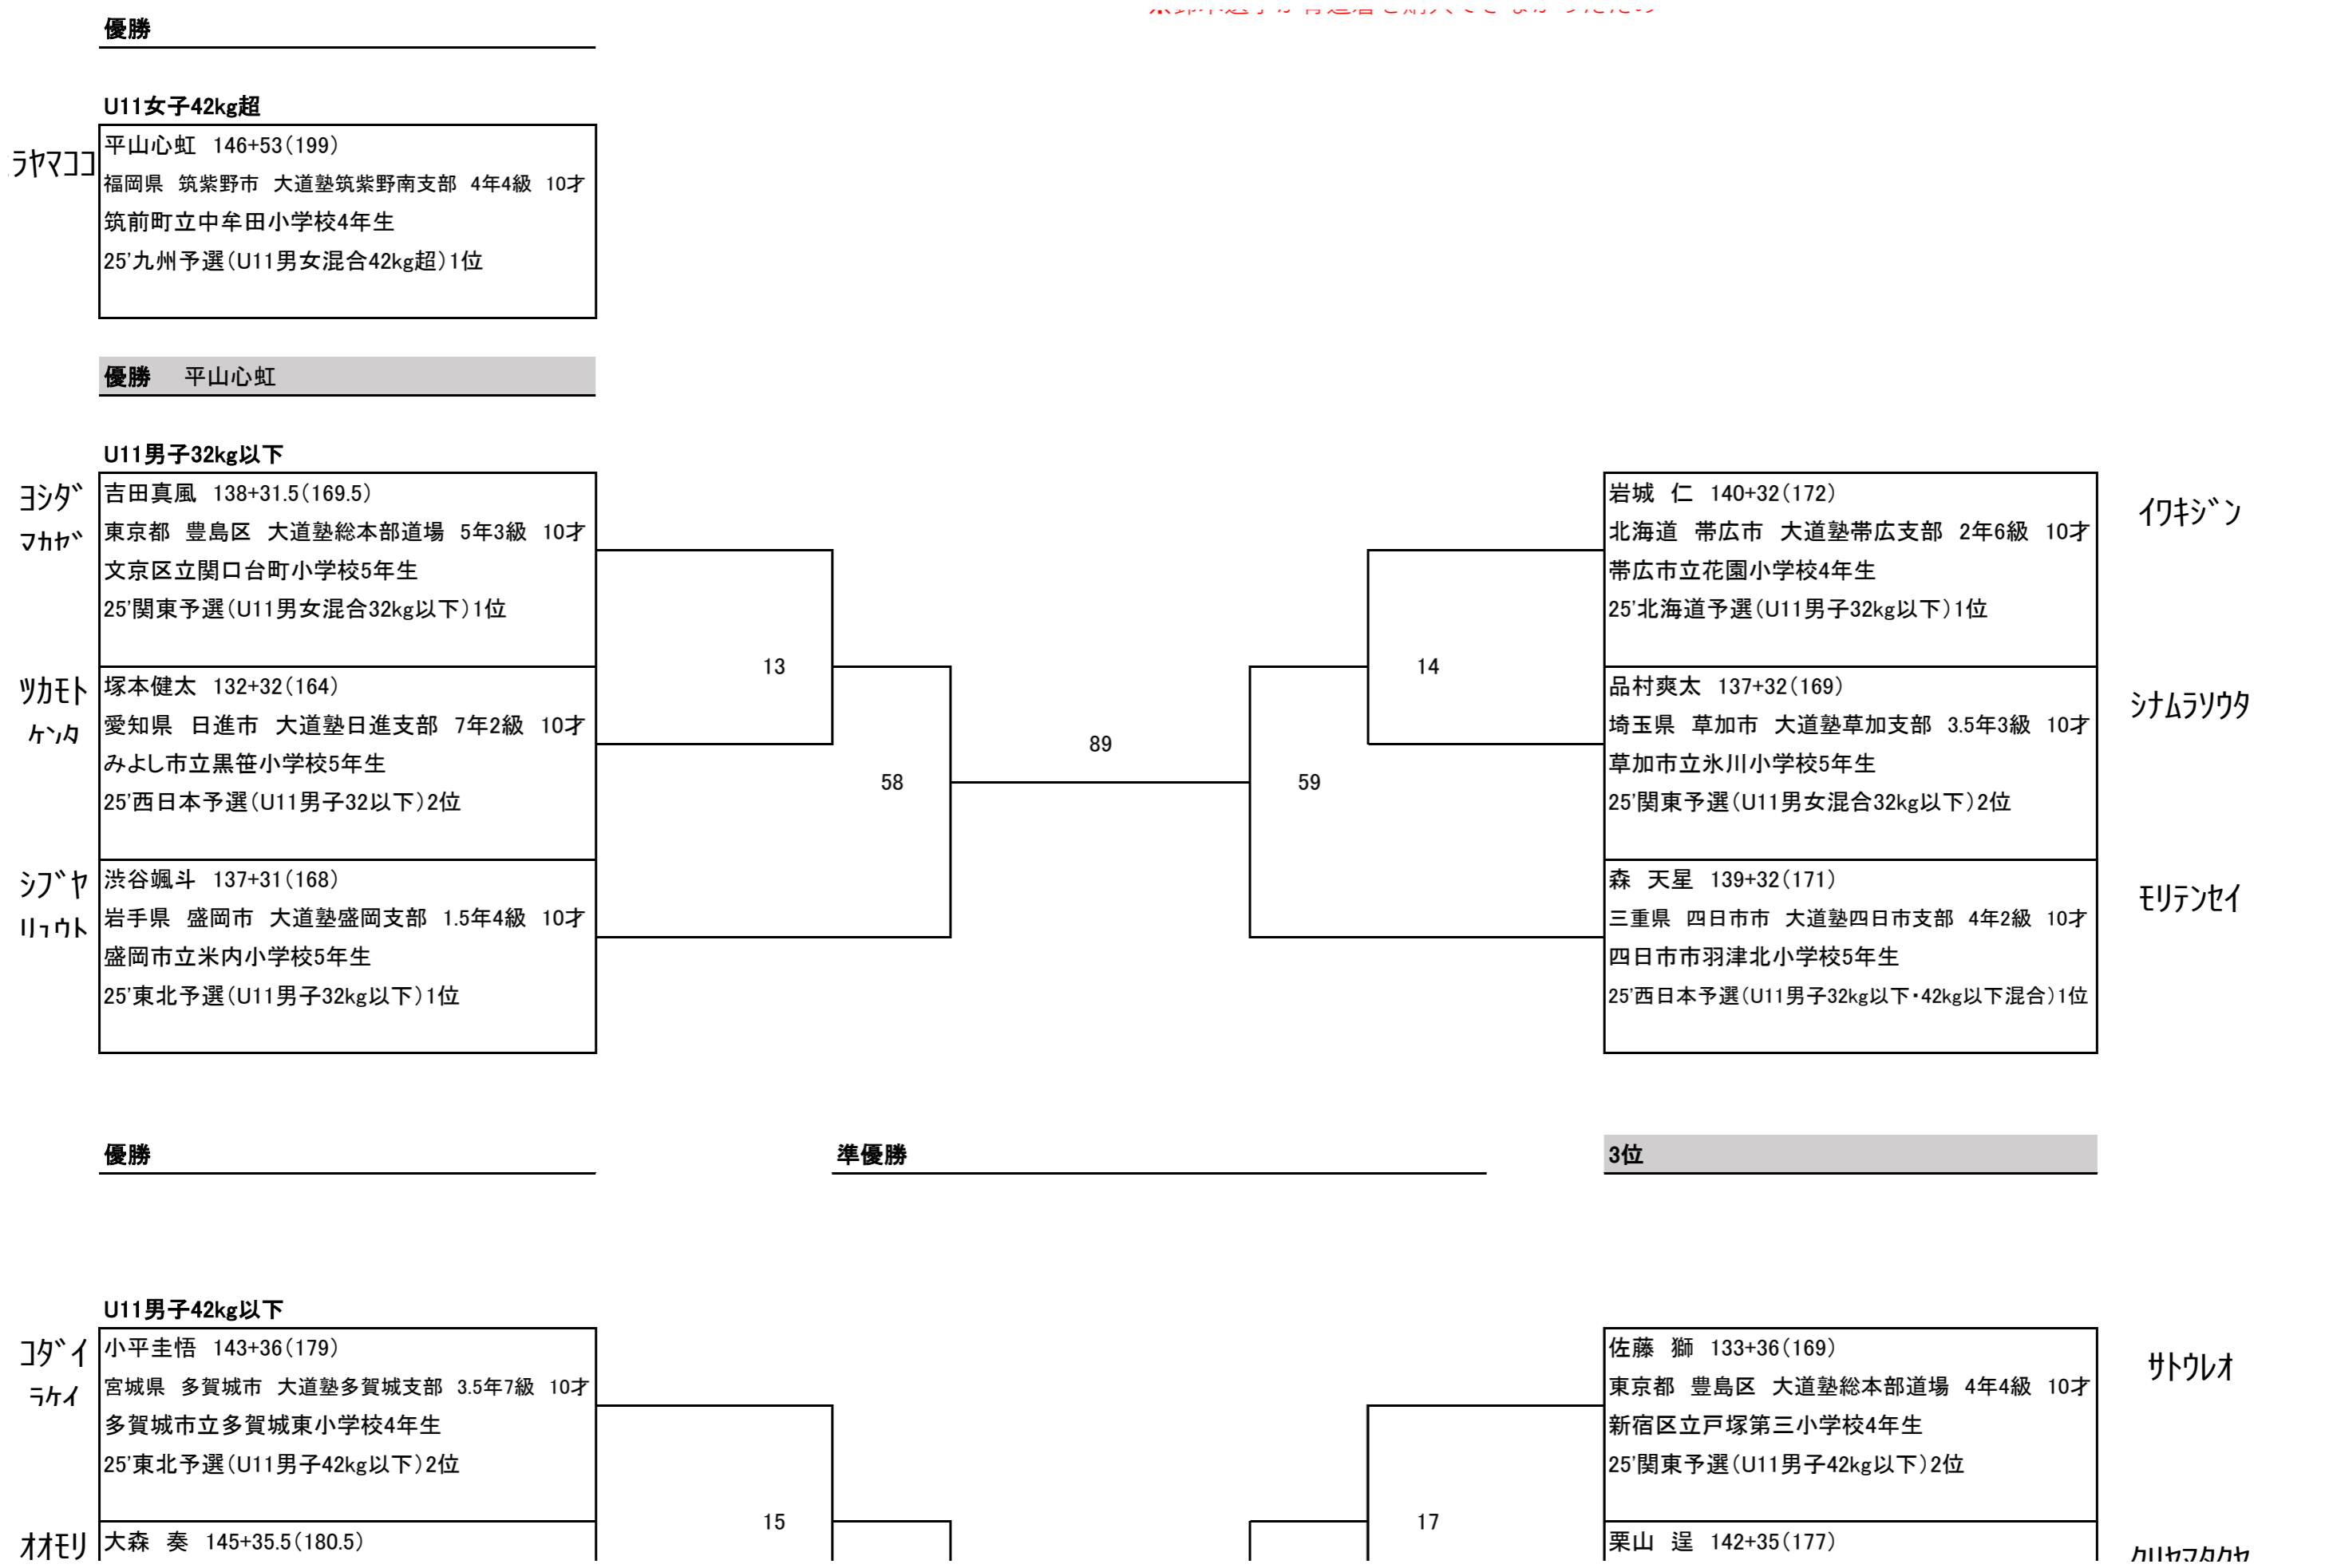 優勝
U11女子42kg超
ラヤマココ
平山心虹 146+53(199)
福岡県 筑紫野市 大道塾筑紫野南支部 4年4級 10才
筑前町立中牟田小学校4年生
25'九州予選(U11男女混合42kg超)1位
優勝 平山心虹
U11男子32kg以下
ヨシダ
マカゼ
吉田真風 138+31.5(169.5)
東京都 豊島区 大道塾総本部道場 5年3級 10才
文京区立関口台町小学校5年生
25'関東予選(U11男女混合32kg以下)1位
ツカモト
ケンタ
塚本健太 132+32(164)
愛知県 日進市 大道塾日進支部 7年2級 10才
みよし市立黒笹小学校5年生
25'西日本予選(U11男子32以下)2位
シブヤ
リュウト
渋谷颯斗 137+31(168)
岩手県 盛岡市 大道塾盛岡支部 1.5年4級 10才
盛岡市立米内小学校5年生
25'東北予選(U11男子32kg以下)1位
13
58
89
59
14
岩城 仁 140+32(172)
北海道 帯広市 大道塾帯広支部 2年6級 10才
帯広市立花園小学校4年生
25'北海道予選(U11男子32kg以下)1位
イワキジン
品村爽太 137+32(169)
埼玉県 草加市 大道塾草加支部 3.5年3級 10才
草加市立氷川小学校5年生
25'関東予選(U11男女混合32kg以下)2位
シナムラソウタ
森 天星 139+32(171)
三重県 四日市市 大道塾四日市支部 4年2級 10才
四日市市羽津北小学校5年生
25'西日本予選(U11男子32kg以下・42kg以下混合)1位
モリテンセイ
優勝
準優勝
3位
U11男子42kg以下
コダイ
ラケイ
小平圭悟 143+36(179)
宮城県 多賀城市 大道塾多賀城支部 3.5年7級 10才
多賀城市立多賀城東小学校4年生
25'東北予選(U11男子42kg以下)2位
オオモリ
大森 奏 145+35.5(180.5)
15
17
佐藤 獅 133+36(169)
東京都 豊島区 大道塾総本部道場 4年4級 10才
新宿区立戸塚第三小学校4年生
25'関東予選(U11男子42kg以下)2位
サトウレオ
栗山 逞 142+35(177)